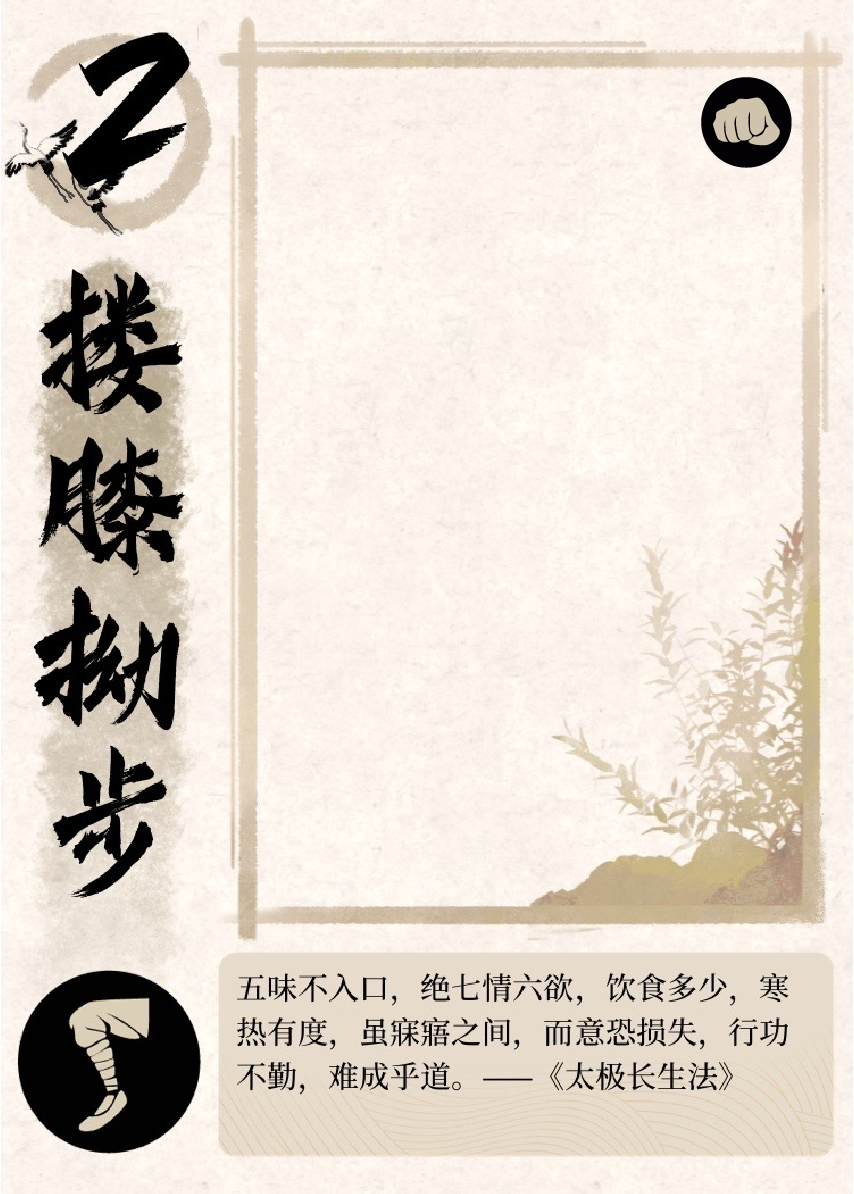 2
搂膝拗步
五味不入口，绝七情六欲，饮食多少，寒
热有度，虽寐寤之间，而意恐损失，行功
不勤，难成乎道。——《太极长生法》